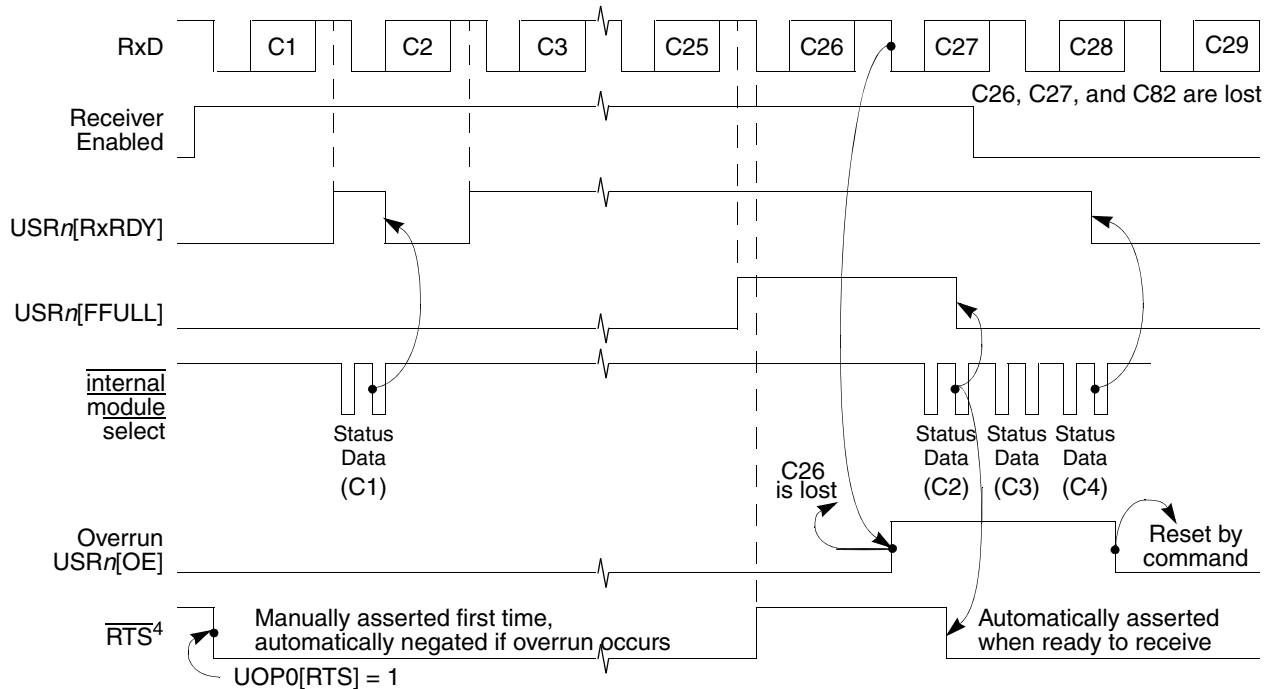 RxD
C1
C2
C3
C25
C26
C27
C28
C29
C26, C27, and C82 are lost
Receiver
Enabled
USRn[RxRDY]
USRn[FFULL]
internal
module
select
Status
Data
(C1)
Status
Data
(C2)
Status
Data
(C3)
Status
Data
(C4)
C26
is lost
Overrun
USRn[OE]
Reset by
command
RTS4
Manually asserted first time,
automatically negated if overrun occurs
Automatically asserted
when ready to receive
UOP0[RTS] = 1